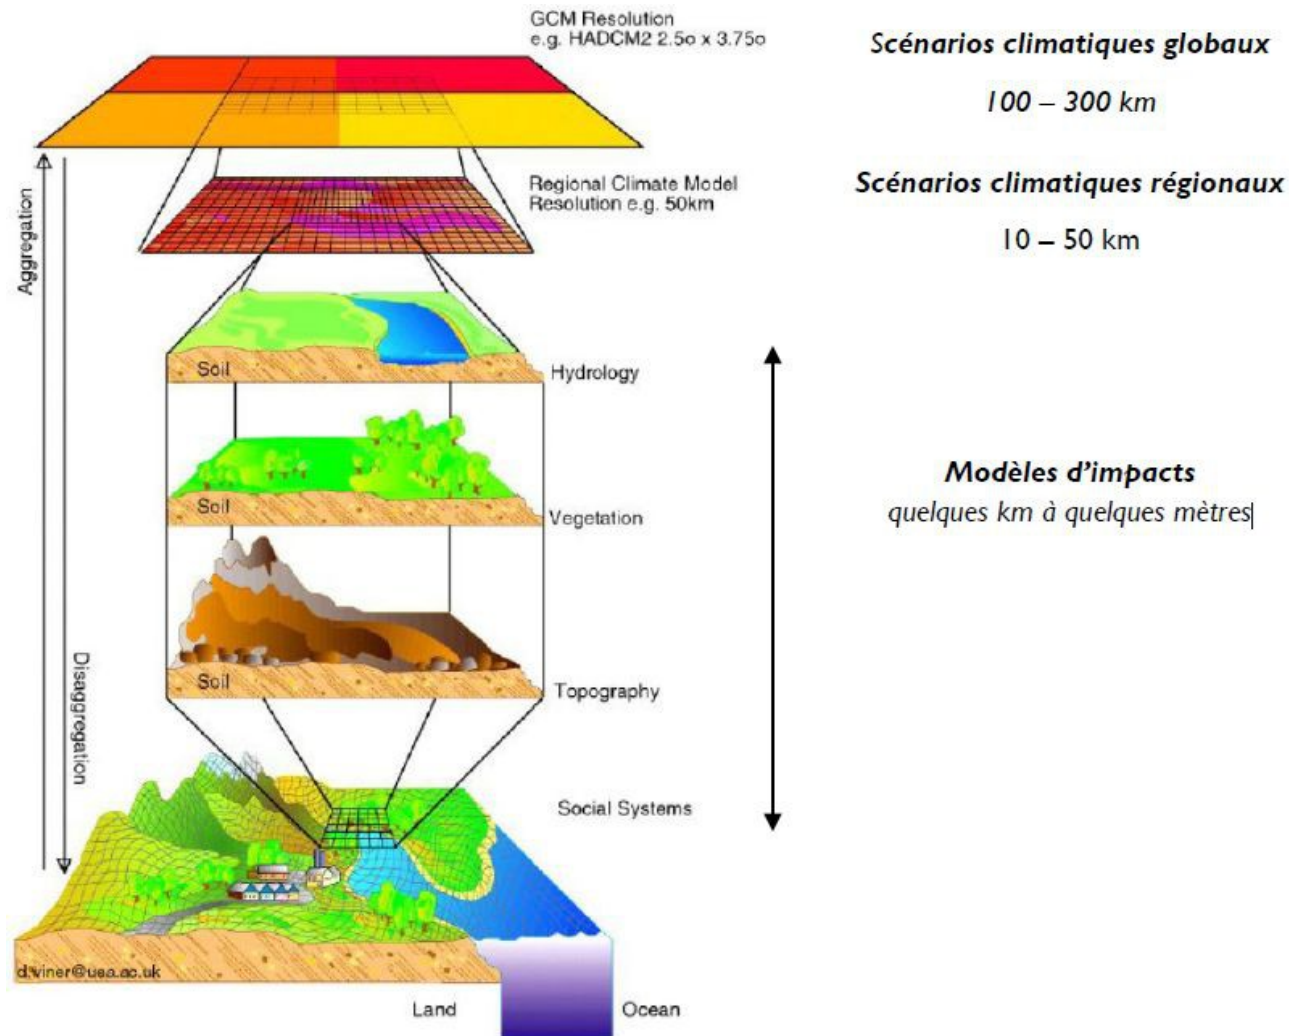 GCM Resolution
e.g. HADCM2 2.5o x 3.75o
Scénarios climatiques globaux
100 – 300 km
Regional Climate Model
Resolution e.g. 50km
Scénarios climatiques régionaux
10 – 50 km
Aggregation
Disaggregation
Soil
Hydrology
Soil
Vegetation
Modèles d’impacts
quelques km à quelques mètres
Soil
Topography
Social Systems
d.viner@uea.ac.uk
Land
Ocean